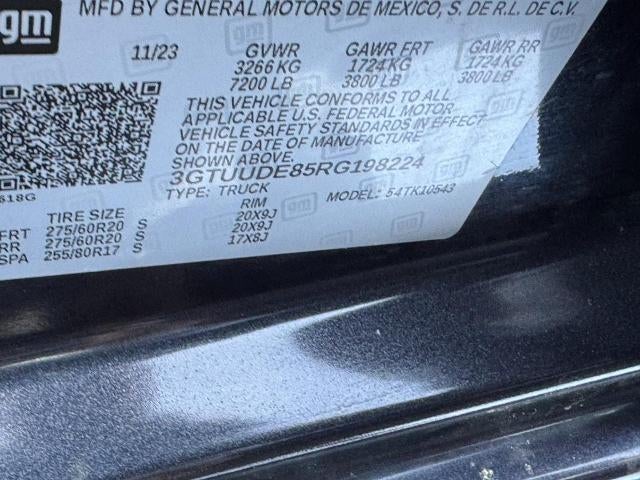 gm
MFD BY GENERAL MOTORS DE MEXICO, S. DE R.L. DE C.V.
11/23 GVWR GAWR FRT GAWR RR
3266 KG 1724KG 1724 KG
7200 LB 3800 LB 3800 LB
THIS VEHICLE CONFORMS TO ALL
APPLICABLE U.S. FEDERAL MOTOR
VEHICLE SAFETY STANDARDS IN EFFECT
ON THE DATE OF MANUFACTURE
SHOWN ABOVE.
3GTUUDE85RG198224
TYPE: TRUCK MODEL: 54TK10543
618G
TIRE SIZE RIM
FRT 275/60R20 S 20X9J
RR 275/60R20 S 20X9J
SPA 255/80R17 S 17X8J